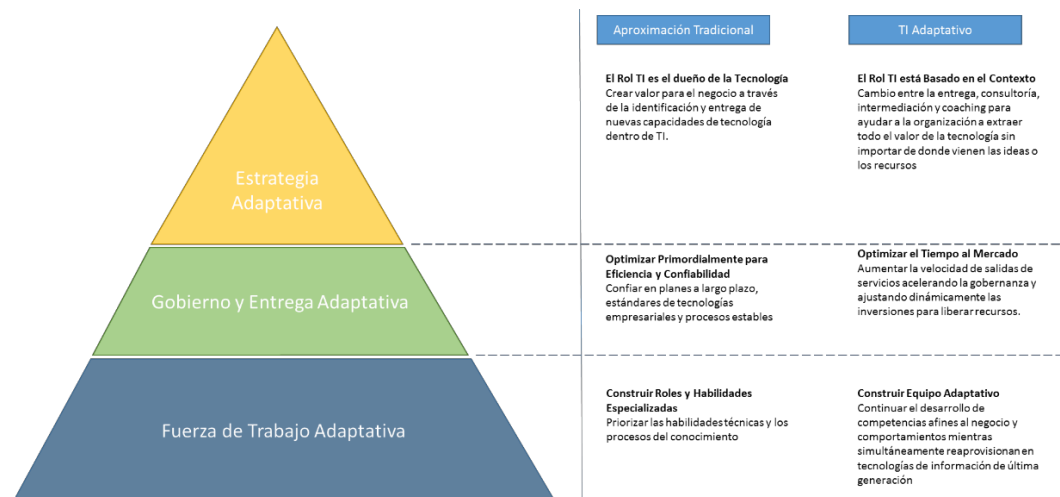 Aproximación Tradicional
TI Adaptativo
El Rol TI es el dueño de la Tecnología
Crear valor para el negocio a través
de la identificación y entrega de
nuevas capacidades de tecnología
dentro de TI.
El Rol TI está Basado en el Contexto
Cambio entre la entrega, consultoría,
intermediación y coaching para
ayudar a la organización a extraer
todo el valor de la tecnología sin
importar de donde vienen las ideas o
los recursos
Estrategia
Adaptativa
Optimizar Primordialmente para
Eficiencia y Confiabilidad
Confiar en planes a largo plazo,
estándares de tecnologías
empresariales y procesos estables
Optimizar el Tiempo al Mercado
Aumentar la velocidad de salidas de
servicios acelerando la gobernanza y
ajustando dinámicamente las
inversiones para liberar recursos.
Gobierno y Entrega Adaptativa
Construir Roles y Habilidades
Especializadas
Priorizar las habilidades técnicas y los
procesos del conocimiento
Construir Equipo Adaptativo
Continuar el desarrollo de
competencias afines al negocio y
comportamientos mientras
simultáneamente reaprovisionan en
tecnologías de información de última
generación
Fuerza de Trabajo Adaptativa